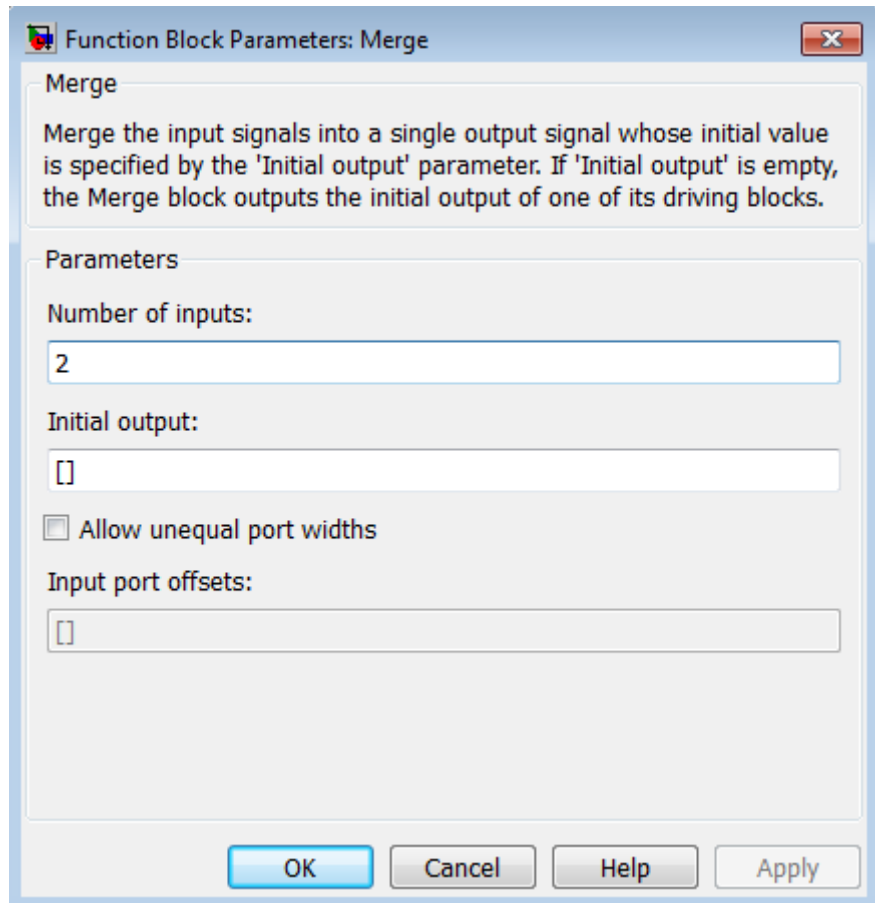 Function Block Parameters: Merge
Merge
Merge the input signals into a single output signal whose initial value
is specified by the 'Initial output' parameter. If 'Initial output' is empty,
the Merge block outputs the initial output of one of its driving blocks.
Parameters
Number of inputs:
2
Initial output:
[]
Allow unequal port widths
Input port offsets:
[]
OK Cancel Help Apply